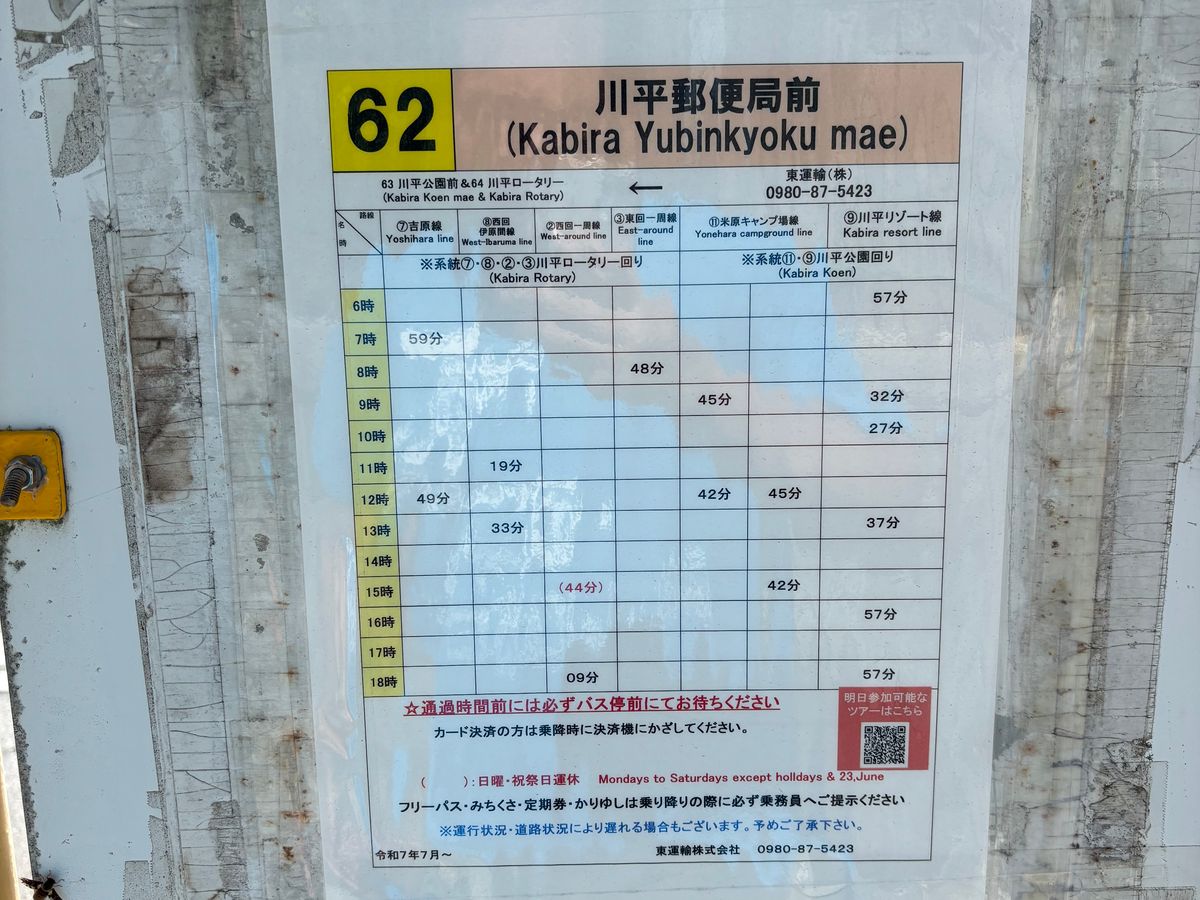 62
川平郵便局前
(Kabira Yubinkyoku mae)
63 川平公園前&64 川平ロータリー
(Kabira Koen mae & Kabira Rotary)
←
東運輸(株)
0980-87-5423
路線名
時
⑦吉原線
Yoshihara line
⑧西回
伊原間線
West-Ibaruma line
②西回一周線
West-around line
③東回一周線
East-around
line
⑪米原キャンプ場線
Yonehara campground line
⑨川平リゾート線
Kabira resort line
※系統⑦・⑧・②・③川平ロータリー回り
(Kabira Rotary)
※系統⑪・⑨川平公園回り
(Kabira Koen)
6時 57分
7時 59分
8時 48分
9時 45分 32分
10時 27分
11時 19分
12時 49分 42分 45分
13時 33分 37分
14時
15時 (44分) 42分
16時 57分
17時
18時 09分 57分
☆通過時間前には必ずバス停前にてお待ちください
カード決済の方は乗降時に決済機にかざしてください。
明日参加可能な
ツアーはこちら
( ):日曜・祝祭日運休 Mondays to Saturdays except holldays & 23,June
フリーパス・みちくさ・定期券・かりゆしは乗り降りの際に必ず乗務員へご提示ください
※運行状況・道路状況により遅れる場合もございます。予めご了承下さい。
令和7年7月～
東運輸株式会社 0980-87-5423